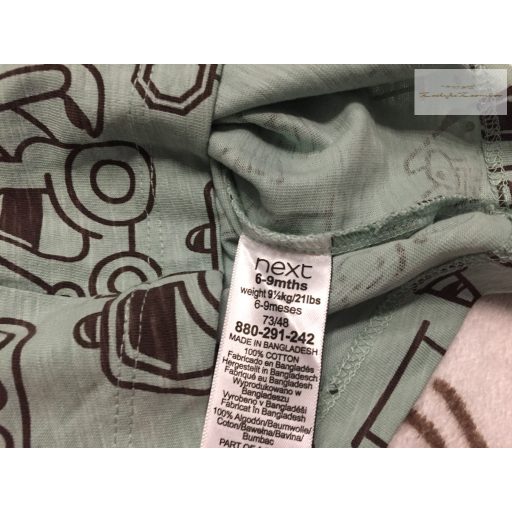 next
6-9mths
weight 9½kg/21lbs
6-9meses
73/48
880-291-242
MADE IN BANGLADESH
100% COTTON
Fabricado en Bangladés
Hergestellt in Bangladesch
Fabriqué au Bangladesh
Wyprodukowano w
Bangladeszu
Vyrobeno v Bangladéši
Fabricat în Bangladesh
100% Algodón/Baumwolle/
Coton/Bawełna/Bavlna/
Bumbac
PART OF